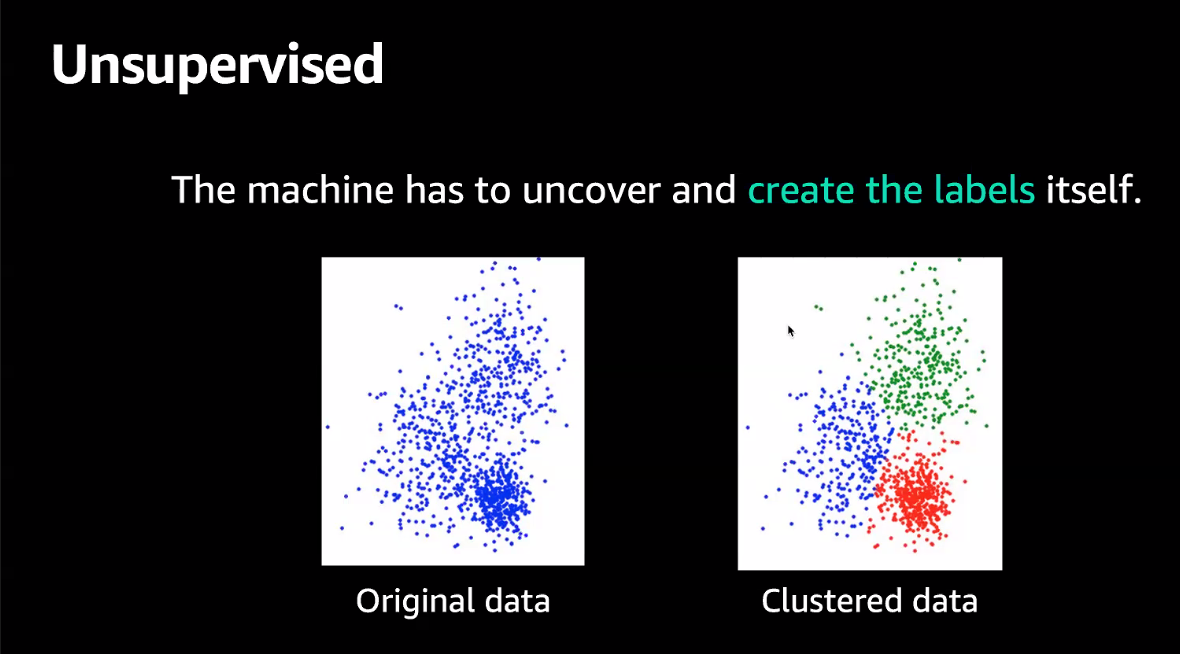 Unsupervised
The machine has to uncover and create the labels itself.
Original data
Clustered data